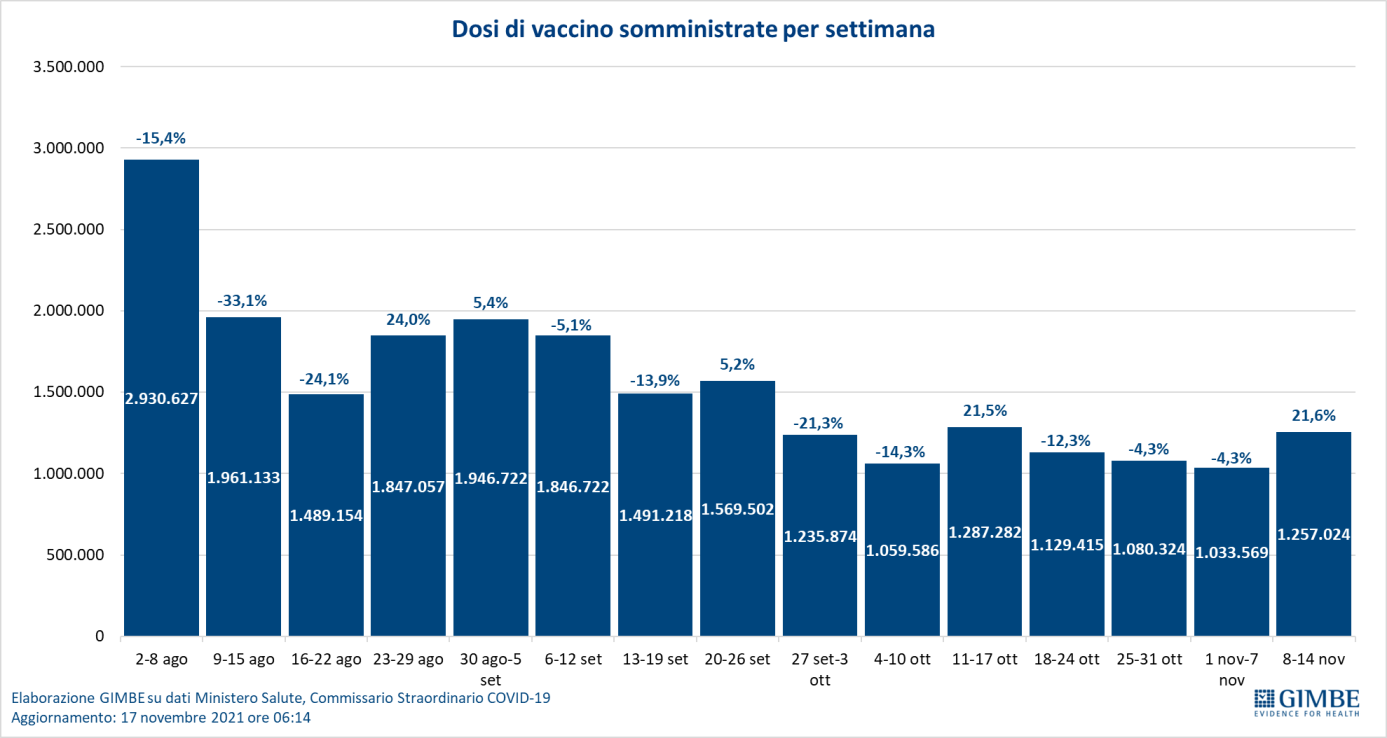 Dosi di vaccino somministrate per settimana
3.500.000
3.000.000
2.500.000
2.000.000
1.500.000
1.000.000
500.000
0
-15,4%
-33,1%
-24,1%
24,0%
5,4%
-5,1%
-13,9%
5,2%
-21,3%
-14,3%
21,5%
-12,3%
-4,3%
-4,3%
21,6%
2.930.627
1.961.133
1.489.154
1.847.057
1.946.722
1.846.722
1.491.218
1.569.502
1.235.874
1.059.586
1.287.282
1.129.415
1.080.324
1.033.569
1.257.024
2-8 ago
9-15 ago
16-22 ago
23-29 ago
30 ago-5
set
6-12 set
13-19 set
20-26 set
27 set-3
ott
4-10 ott
11-17 ott
18-24 ott
25-31 ott
1 nov-7
nov
8-14 nov
Elaborazione GIMBE su dati Ministero Salute, Commissario Straordinario COVID-19
Aggiornamento: 17 novembre 2021 ore 06:14
GIMBE
EVIDENCE FOR HEALTH